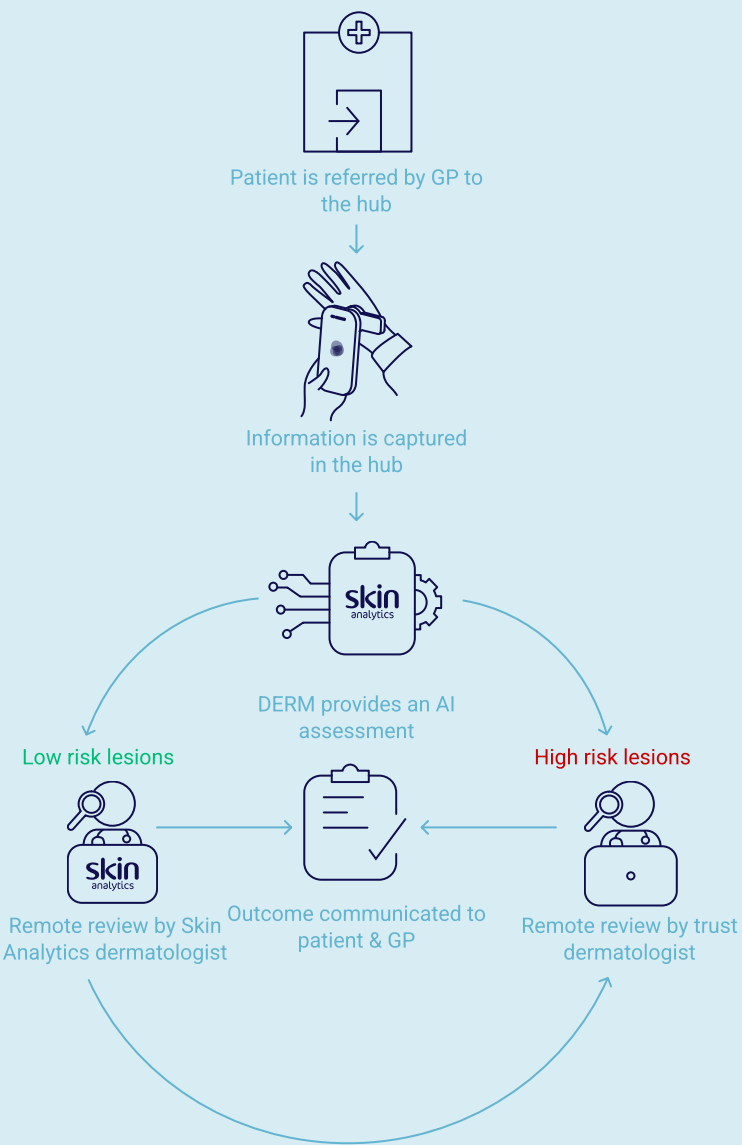 Patient is referred by GP to
the hub
Information is captured
in the hub
skin
analytics
DERM provides an AI
assessment
Low risk lesions
High risk lesions
skin
analytics
Remote review by Skin
Analytics dermatologist
Outcome communicated to
patient & GP
Remote review by trust
dermatologist